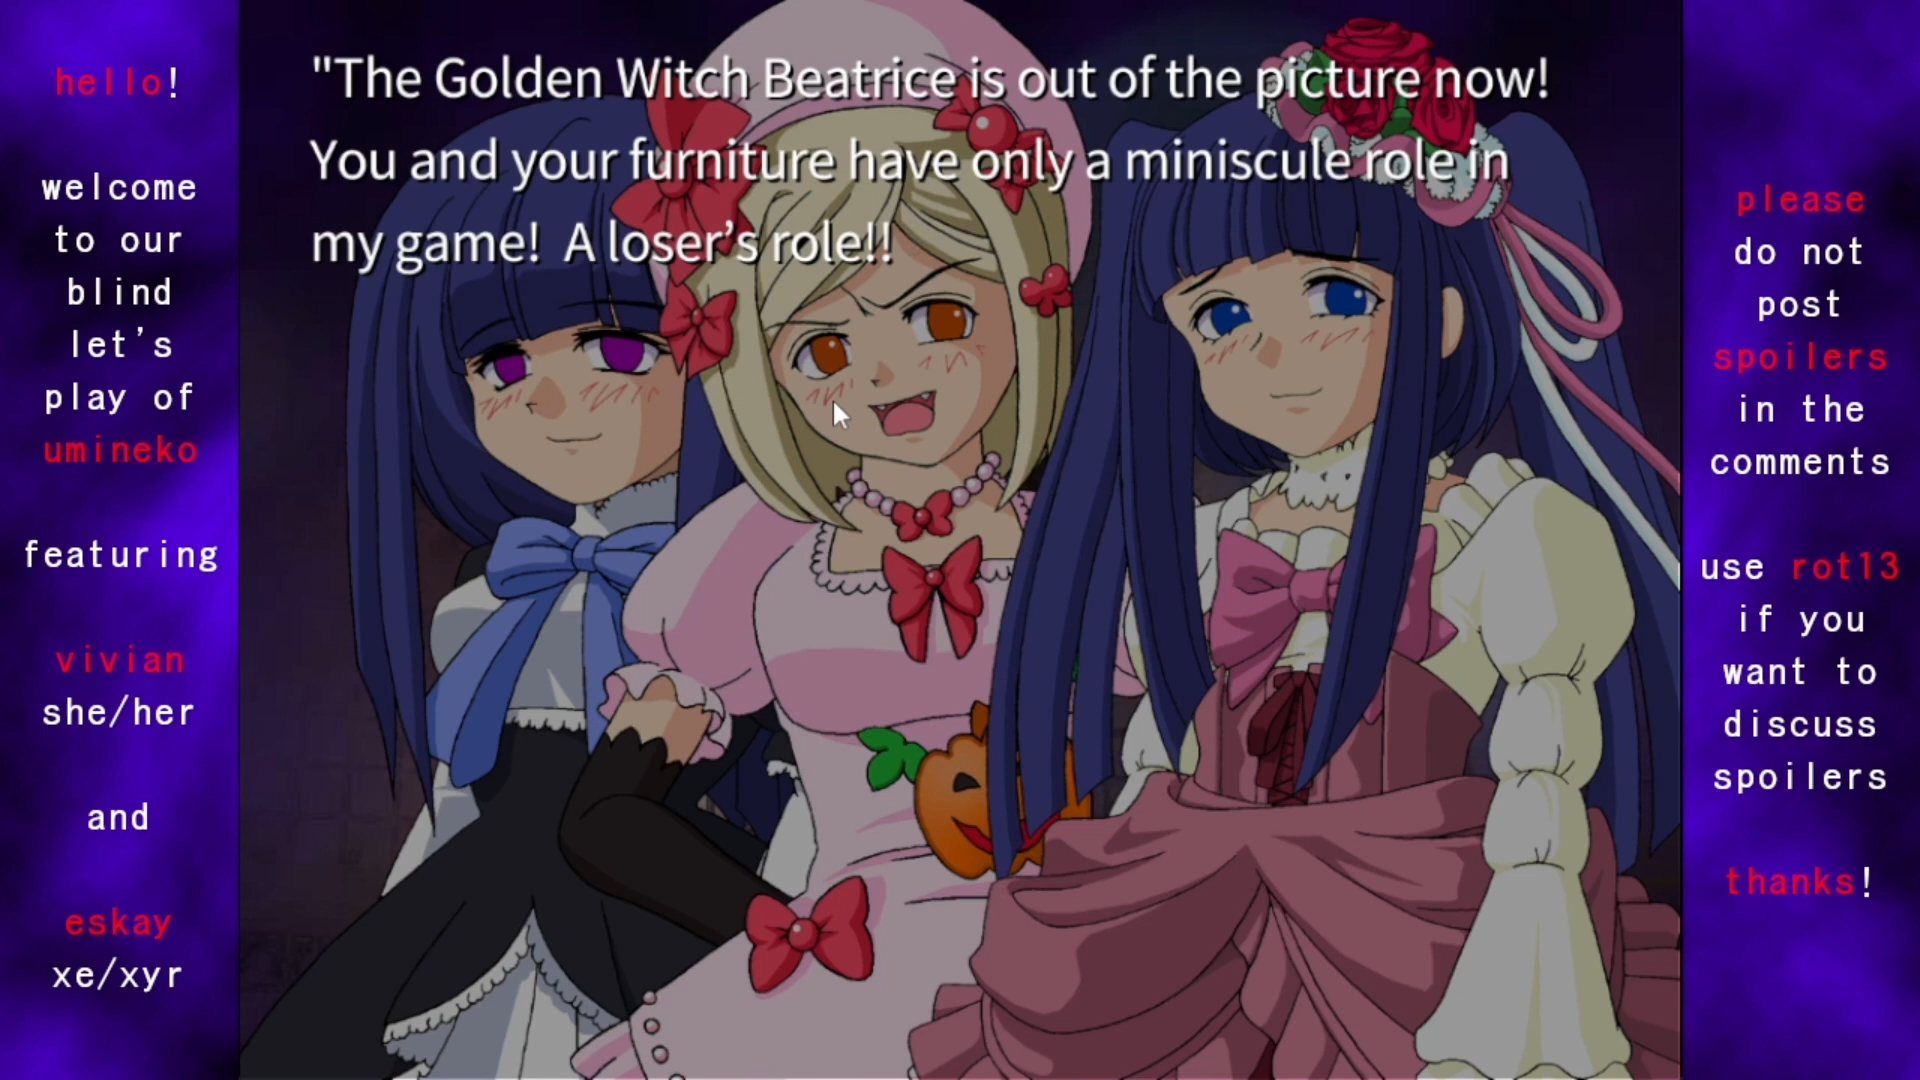 hello!
welcome
to our
blind
let's
play of
umineko
featuring
vivian
she/her
and
eskay
xe/xyr
"The Golden Witch Beatrice is out of the picture now!
You and your furniture have only a miniscule role in
my game!  A loser’s role!!
please
do not
post
spoilers
in the
comments
use rot13
if you
want to
discuss
spoilers
thanks!